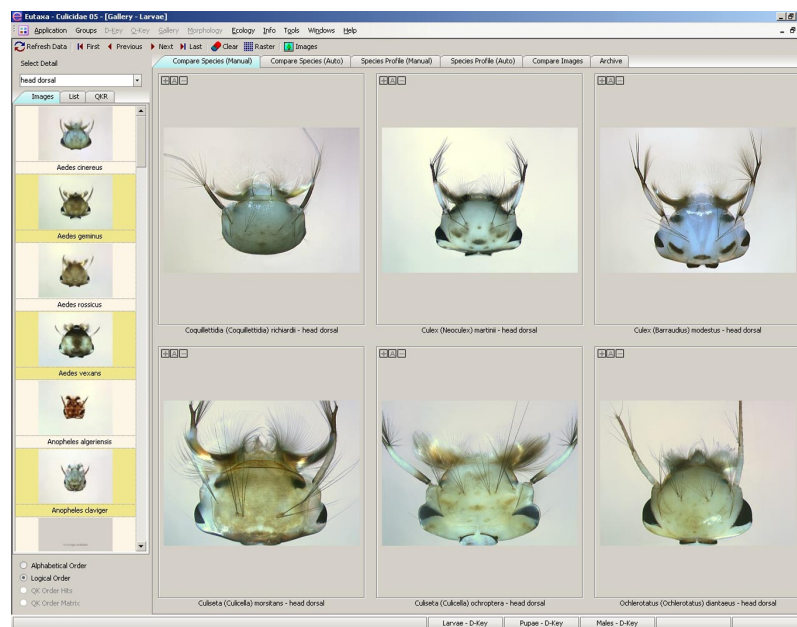 Eutaxa - Culicidae 05 - [Gallery - Larvae]
Application Groups D-Key Q-Key Gallery Morphology Ecology Info Tools Windows Help
Refresh Data First Previous Next Last Clear Raster Images
Select Detail
head dorsal
Images List QKR
Compare Species (Manual) Compare Species (Auto) Species Profile (Manual) Species Profile (Auto) Compare Images Archive
Aedes cinereus
Aedes geminus
Aedes rossicus
Aedes vexans
Anopheles algeriensis
Anopheles claviger
Alphabetical Order
Logical Order
QK Order Hits
QK Order Matrix
Coquillettidia (Coquillettidia) richiardii - head dorsal
Culex (Neoculex) martinii - head dorsal
Culex (Barraudius) modestus - head dorsal
Culiseta (Culicella) morsitans - head dorsal
Culiseta (Culicella) ochroptera - head dorsal
Ochlerotatus (Ochlerotatus) diantaeus - head dorsal
Larvae - D-Key Pupae - D-Key Males - D-Key